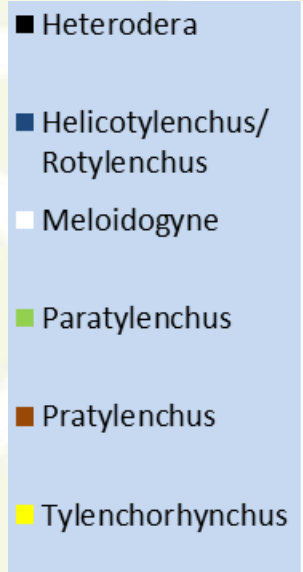 Heterodera
Helicotylenchus/
Rotylenchus
Meloidogyne
Paratylenchus
Pratylenchus
Tylenchorhynchus